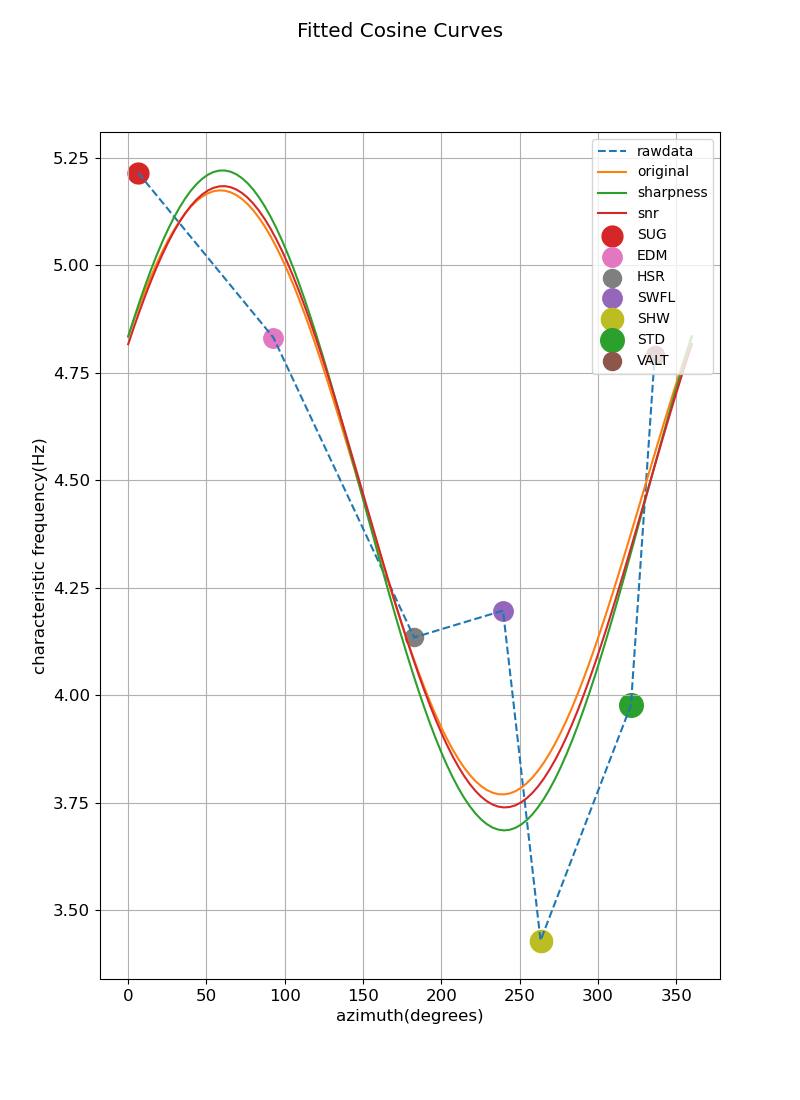 Fitted Cosine Curves
5.25
5.00
4.75
4.50
4.25
4.00
3.75
3.50
characteristic frequency(Hz)
rawdata
original
sharpness
snr
SUG
EDM
HSR
SWFL
SHW
STD
VALT
0 50 100 150 200 250 300 350
azimuth(degrees)